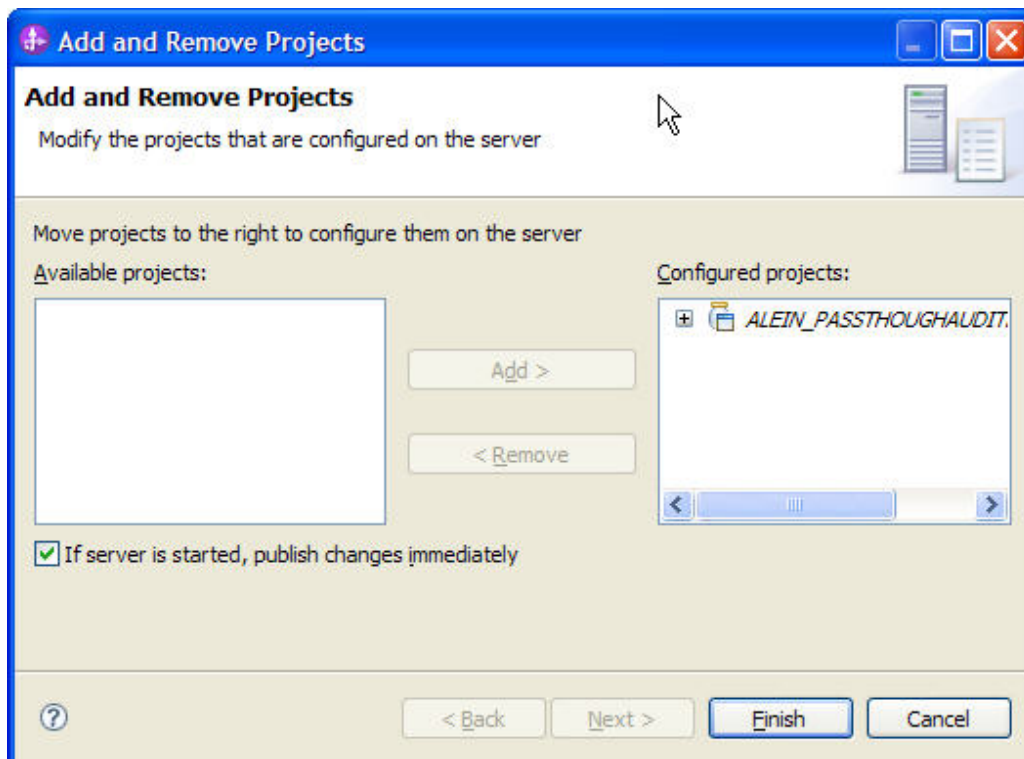 Add and Remove Projects
Add and Remove Projects
Modify the projects that are configured on the server
Move projects to the right to configure them on the server
Available projects:
Configured projects:
ALEIN_PASSTHOUGHAUDIT.
Add >
< Remove
If server is started, publish changes immediately
?
< Back
Next >
Finish
Cancel